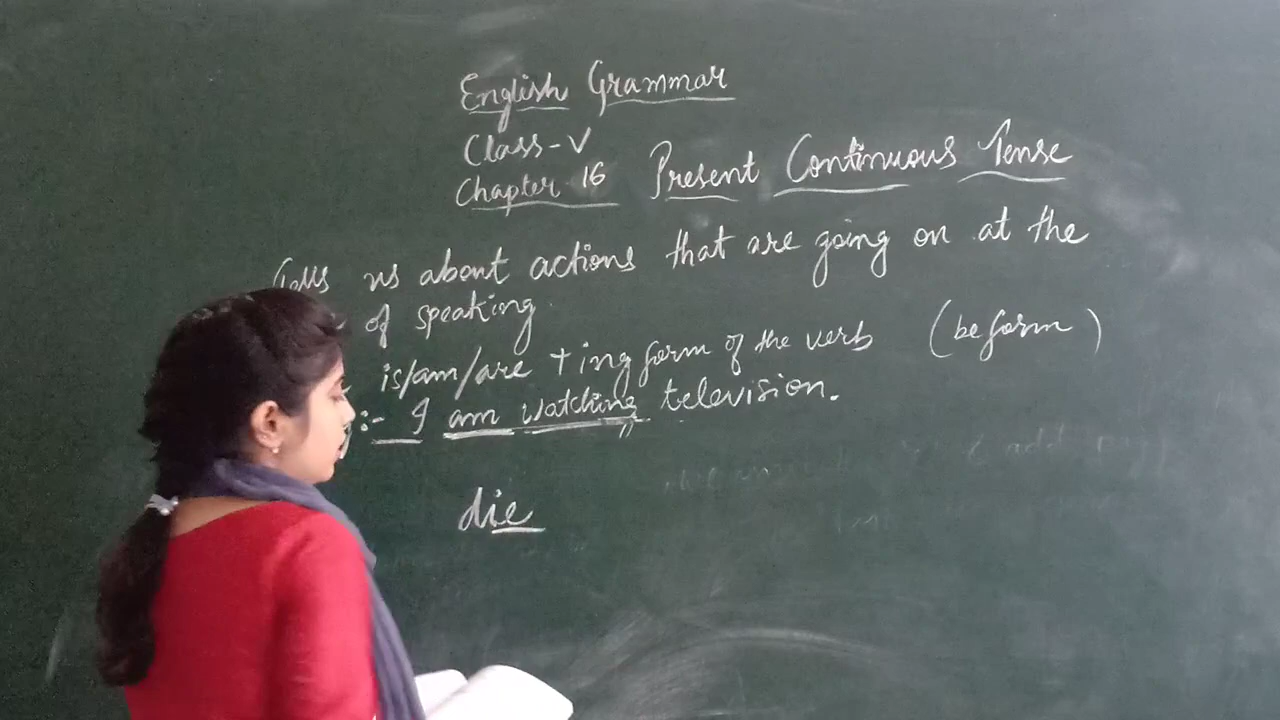 English Grammar
Class-V
Chapter 16 Present Continuous Tense
Tells us about actions that are going on at the
of speaking.
is/am/are + ing form of the verb (be form)
:- I am watching television.
die